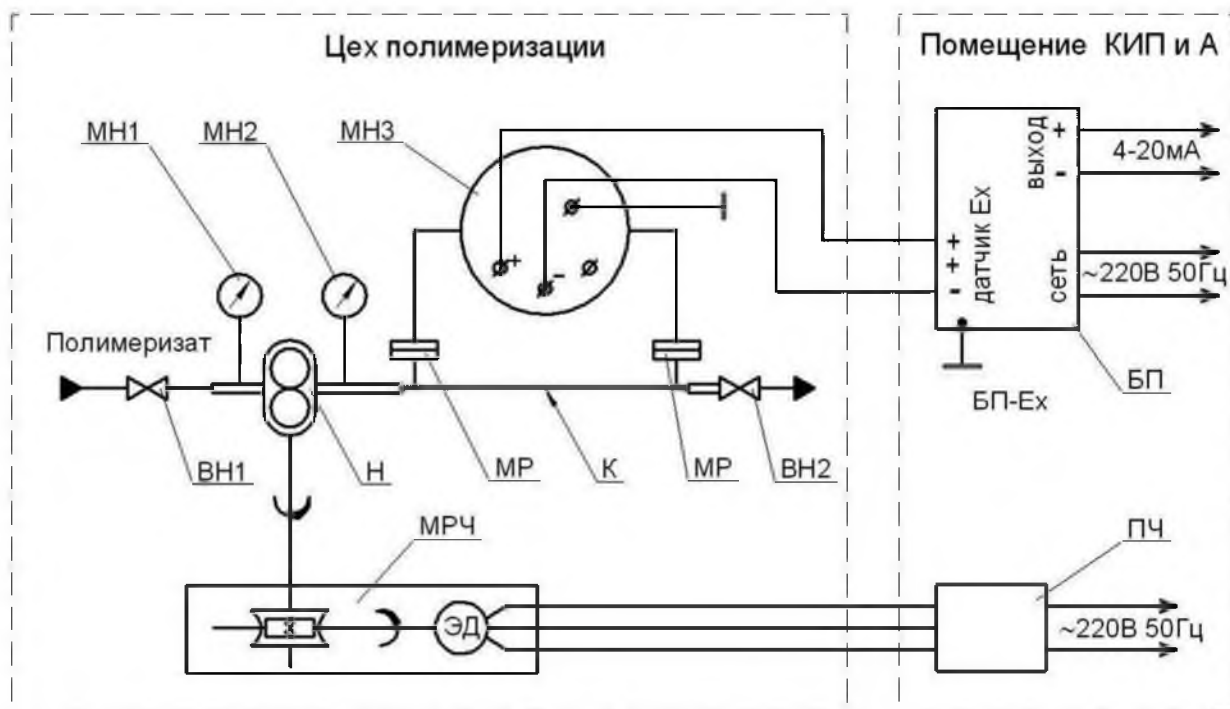 Цех полимеризации
Помещение КИП и А
МН1
МН2
МН3
+
-
Полимеризат
ВН1
Н
МР
К
МР
ВН2
МРЧ
ЭД
+
+
-
датчик Ex
выход
+
-
сеть
4-20мА
~220В 50Гц
БП
БП-Ex
ПЧ
~220В 50Гц